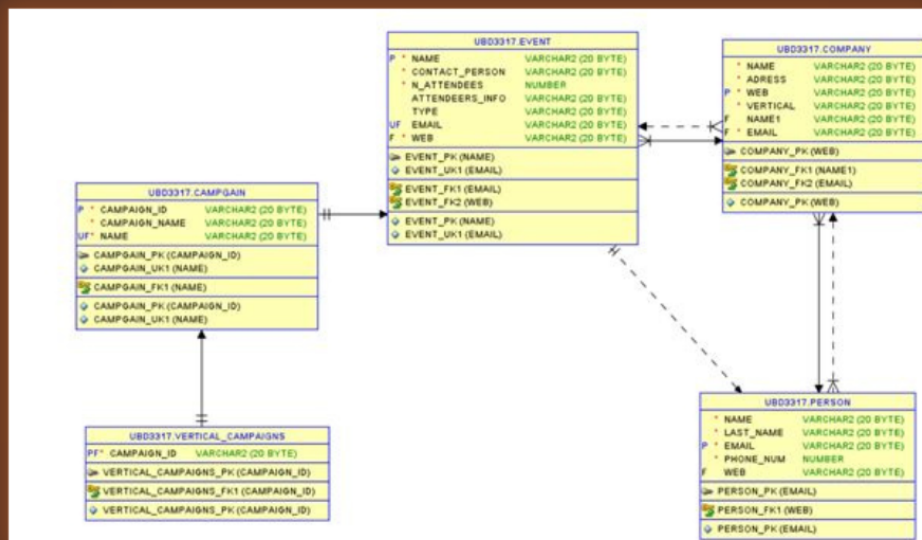 UBD3317.EVENT
P * NAME VARCHAR2 (20 BYTE)
* CONTACT_PERSON VARCHAR2 (20 BYTE)
* N_ATTENDEES NUMBER
ATTENDEERS_INFO VARCHAR2 (20 BYTE)
TYPE VARCHAR2 (20 BYTE)
UF EMAIL VARCHAR2 (20 BYTE)
F * WEB VARCHAR2 (20 BYTE)
EVENT_PK (NAME)
EVENT_UK1 (EMAIL)
EVENT_FK1 (EMAIL)
EVENT_FK2 (WEB)
EVENT_PK (NAME)
EVENT_UK1 (EMAIL)
UBD3317.COMPANY
* NAME VARCHAR2 (20 BYTE)
* ADRESS VARCHAR2 (20 BYTE)
P * WEB VARCHAR2 (20 BYTE)
* VERTICAL VARCHAR2 (20 BYTE)
F NAME1 VARCHAR2 (20 BYTE)
F * EMAIL VARCHAR2 (20 BYTE)
COMPANY_PK (WEB)
COMPANY_FK1 (NAME1)
COMPANY_FK2 (EMAIL)
COMPANY_PK (WEB)
UBD3317.CAMPGAIN
P * CAMPAIGN_ID VARCHAR2 (20 BYTE)
* CAMPAIGN_NAME VARCHAR2 (20 BYTE)
UF* NAME VARCHAR2 (20 BYTE)
CAMPGAIN_PK (CAMPAIGN_ID)
CAMPGAIN_UK1 (NAME)
CAMPGAIN_FK1 (NAME)
CAMPGAIN_PK (CAMPAIGN_ID)
CAMPGAIN_UK1 (NAME)
UBD3317.VERTICAL_CAMPAIGNS
PF* CAMPAIGN_ID VARCHAR2 (20 BYTE)
VERTICAL_CAMPAIGNS_PK (CAMPAIGN_ID)
VERTICAL_CAMPAIGNS_FK1 (CAMPAIGN_ID)
VERTICAL_CAMPAIGNS_PK (CAMPAIGN_ID)
UBD3317.PERSON
* NAME VARCHAR2 (20 BYTE)
* LAST_NAME VARCHAR2 (20 BYTE)
P * EMAIL VARCHAR2 (20 BYTE)
* PHONE_NUM NUMBER
F WEB VARCHAR2 (20 BYTE)
PERSON_PK (EMAIL)
PERSON_FK1 (WEB)
PERSON_PK (EMAIL)